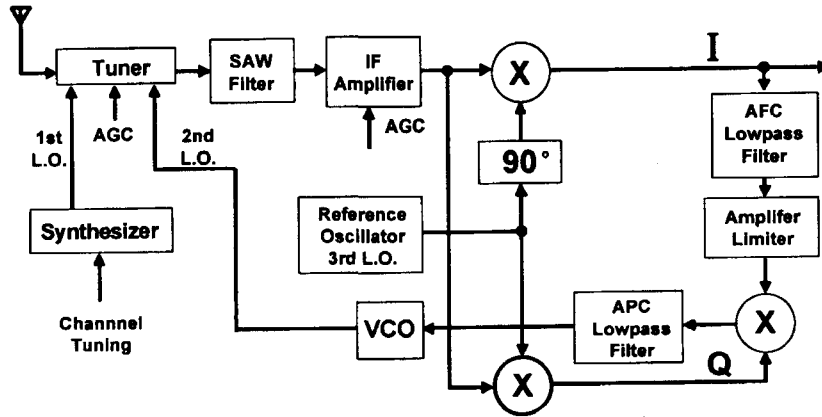 Tuner
SAW
Filter
IF
Amplifier
X
I
AFC
Lowpass
Filter
1st
L.O.
AGC
2nd
L.O.
AGC
90°
Synthesizer
Reference
Oscillator
3rd L.O.
Amplifer
Limiter
Channnel
Tuning
VCO
APC
Lowpass
Filter
X
X
Q